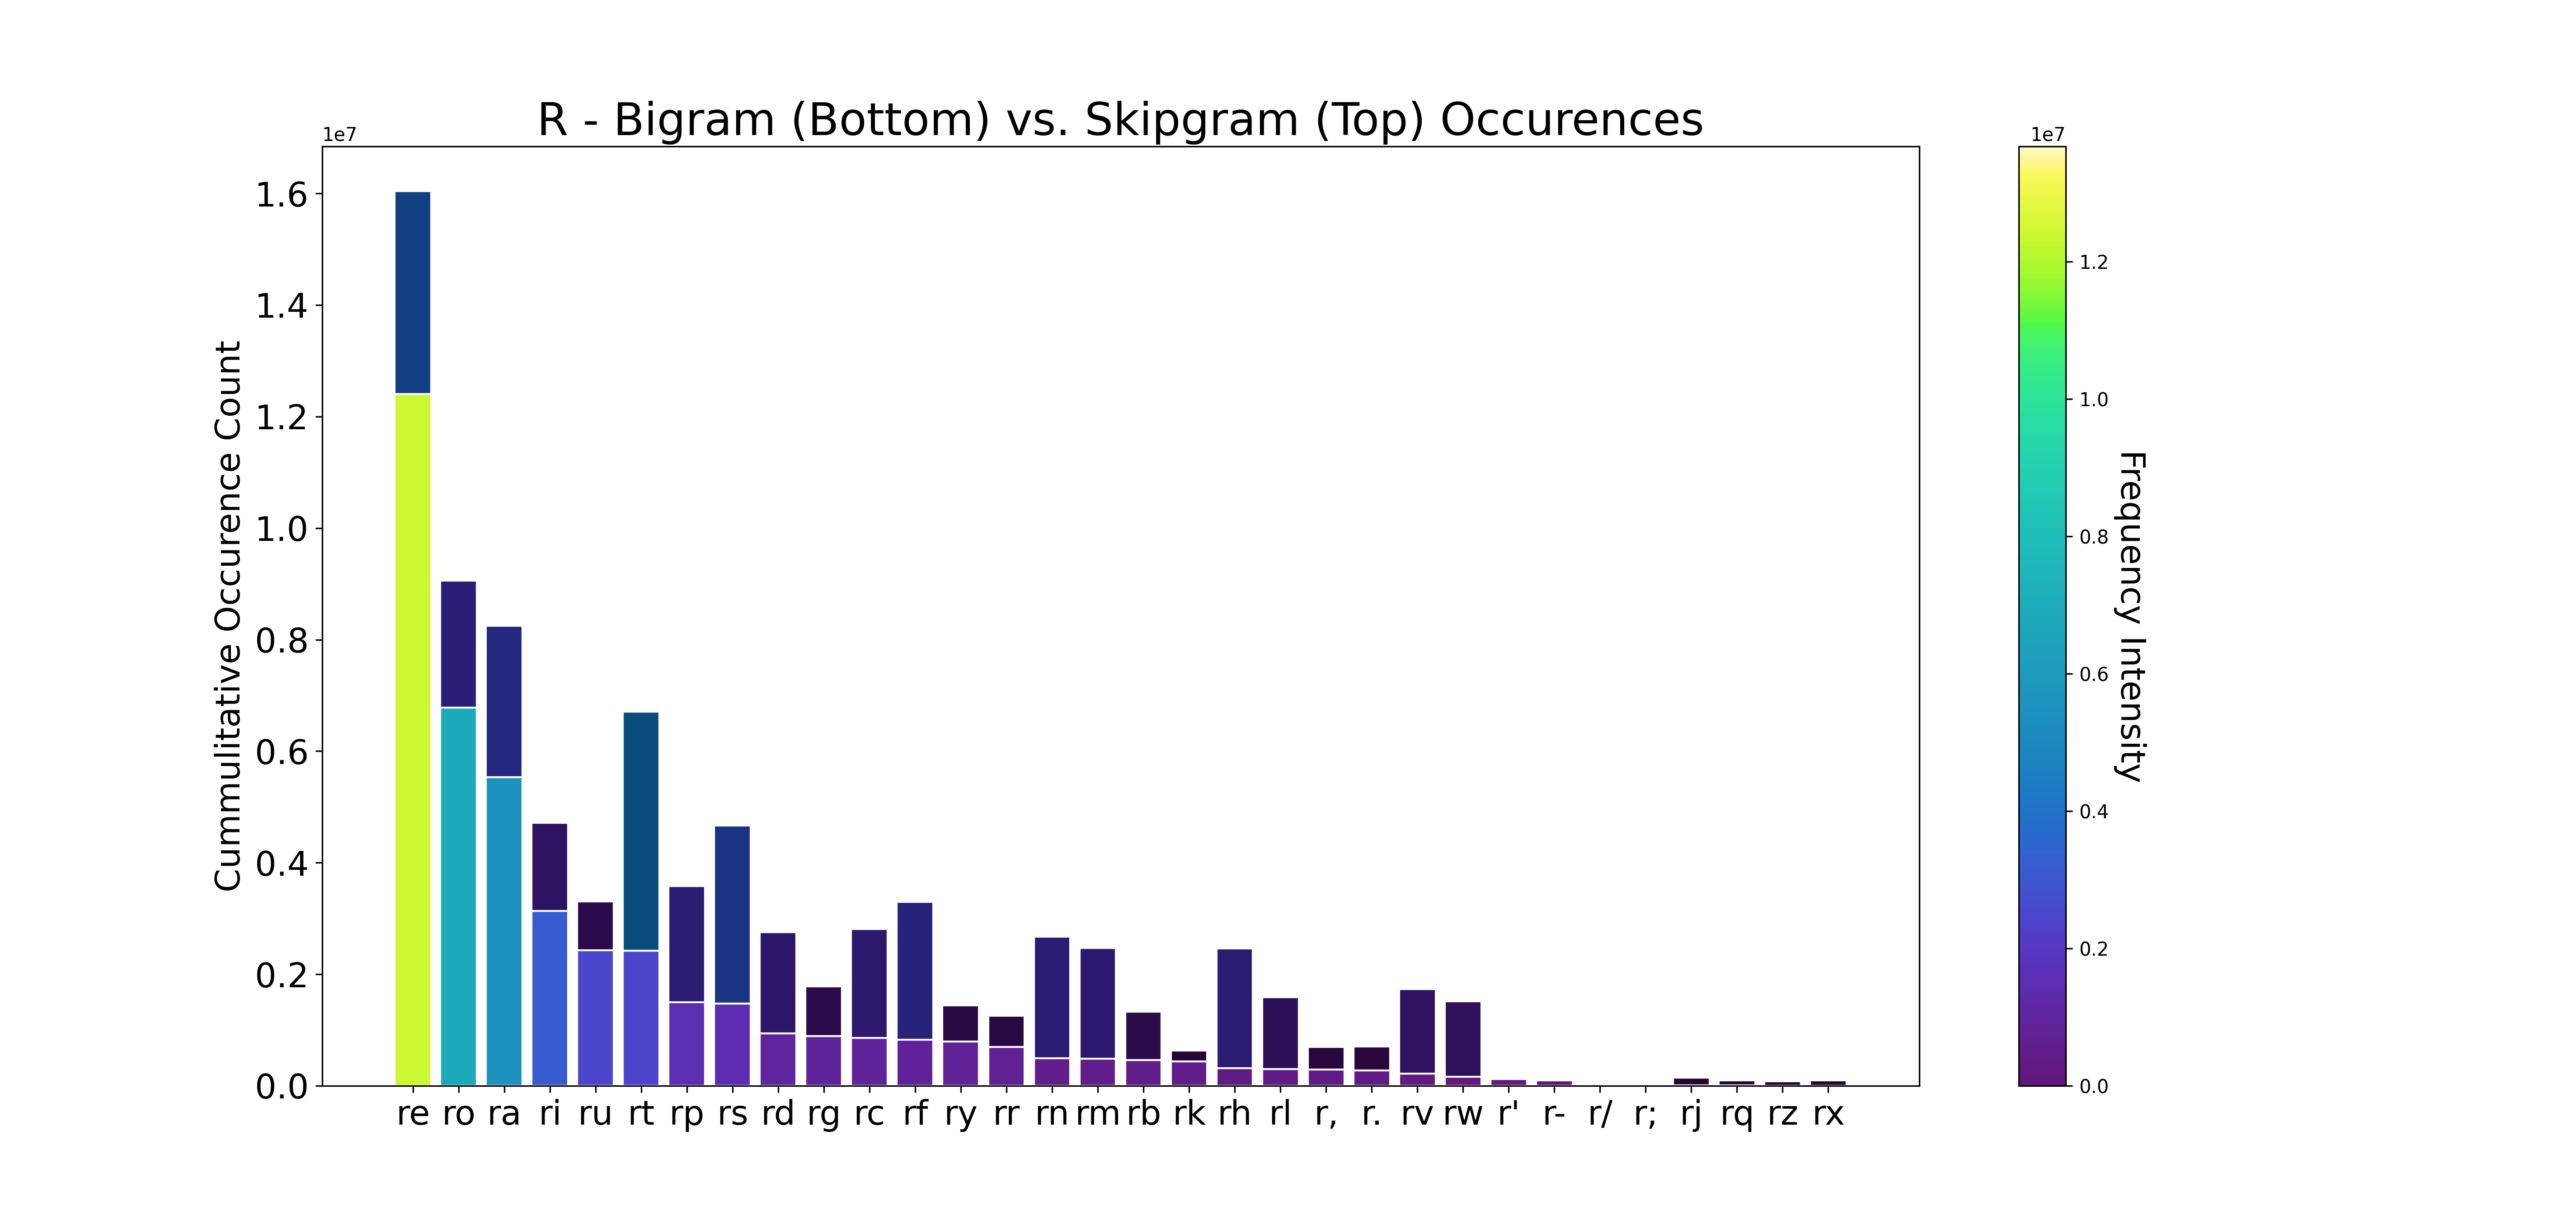 R - Bigram (Bottom) vs. Skipgram (Top) Occurences
1e7
1e7
Cummulitative Occurence Count
1.6
1.4
1.2
1.0
0.8
0.6
0.4
0.2
0.0
re ro ra ri ru rt rp rs rd rg rc rf ry rr rn rm rb rk rh rl r, r. rv rw r' r- r/ r; rj rq rz rx
1.2
1.0
0.8
0.6
0.4
0.2
0.0
Frequency Intensity